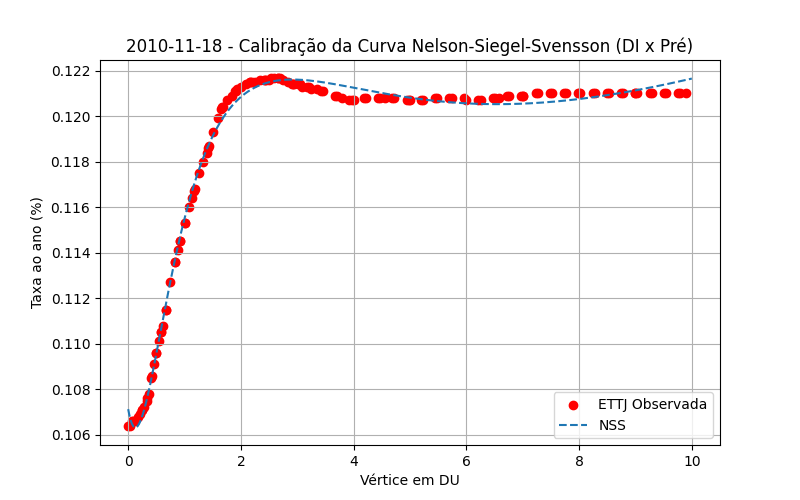 2010-11-18 - Calibração da Curva Nelson-Siegel-Svensson (DI x Pré)
Taxa ao ano (%)
0.122
0.120
0.118
0.116
0.114
0.112
0.110
0.108
0.106
ETTJ Observada
NSS
0 2 4 6 8 10
Vértice em DU